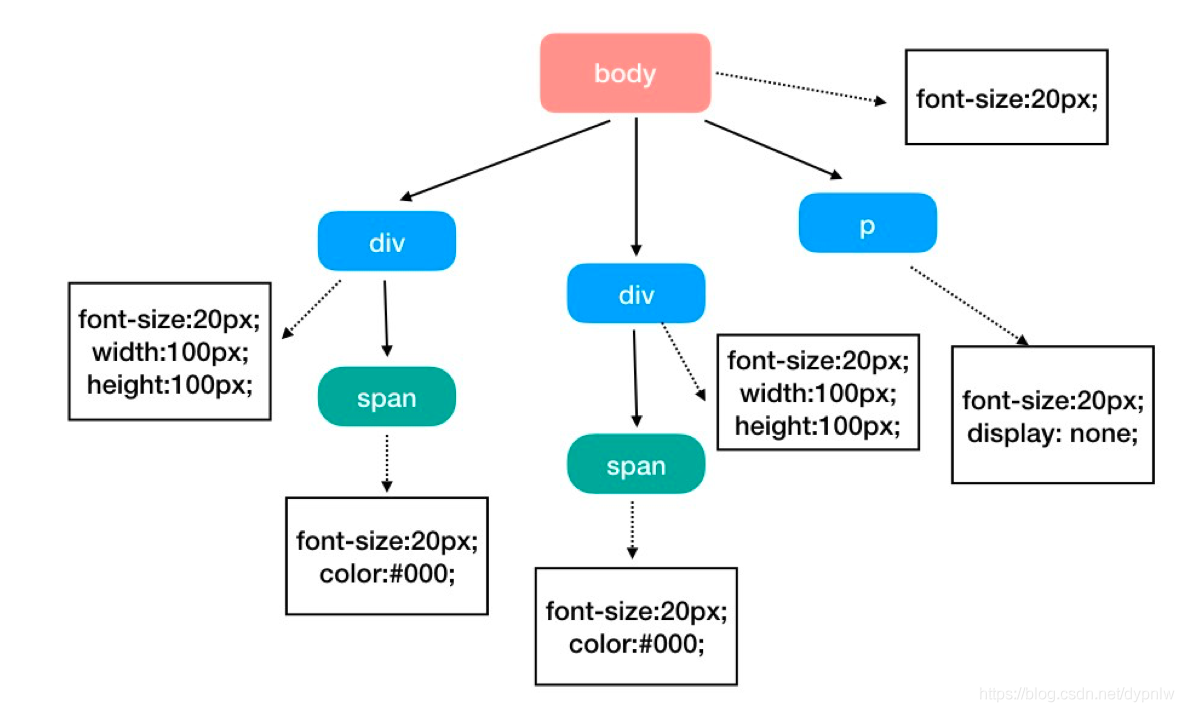 body
font-size:20px;
div
p
font-size:20px;
width:100px;
height:100px;
div
font-size:20px;
width:100px;
height:100px;
font-size:20px;
display: none;
span
span
font-size:20px;
color:#000;
font-size:20px;
color:#000;
https://blog.csdn.net/dypnlw